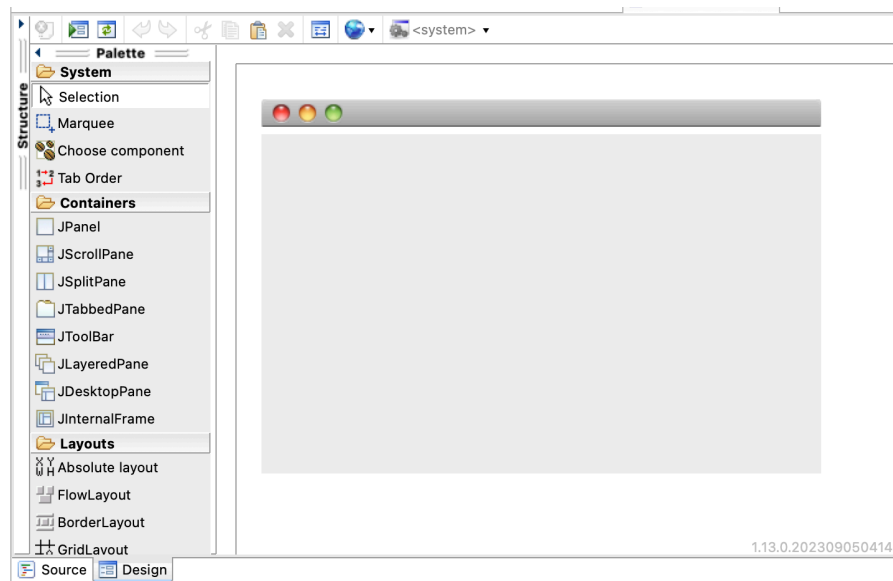 <system>
Palette
System
Selection
Marquee
Choose component
Tab Order
Containers
JPanel
JScrollPane
JSplitPane
JTabbedPane
JToolBar
JLayeredPane
JDesktopPane
JInternalFrame
Layouts
X Y
W H Absolute layout
FlowLayout
BorderLayout
GridLayout
Structure
1.13.0.202309050414
Source Design